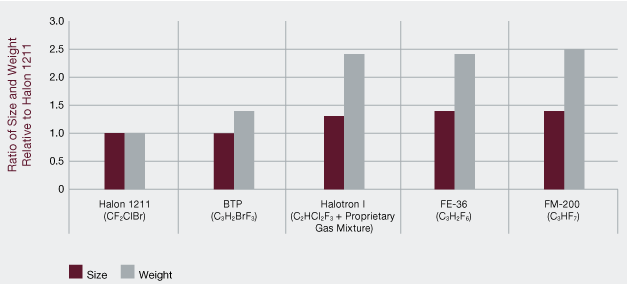 Ratio of Size and Weight
Relative to Halon 1211
3.0
2.5
2.0
1.5
1.0
0.5
0
Halon 1211
(CF₂ClBr)
BTP
(C₃H₂BrF₃)
Halotron I
(C₂HCl₂F₃ + Proprietary
Gas Mixture)
FE-36
(C₃H₂F₆)
FM-200
(C₃HF₇)
Size
Weight